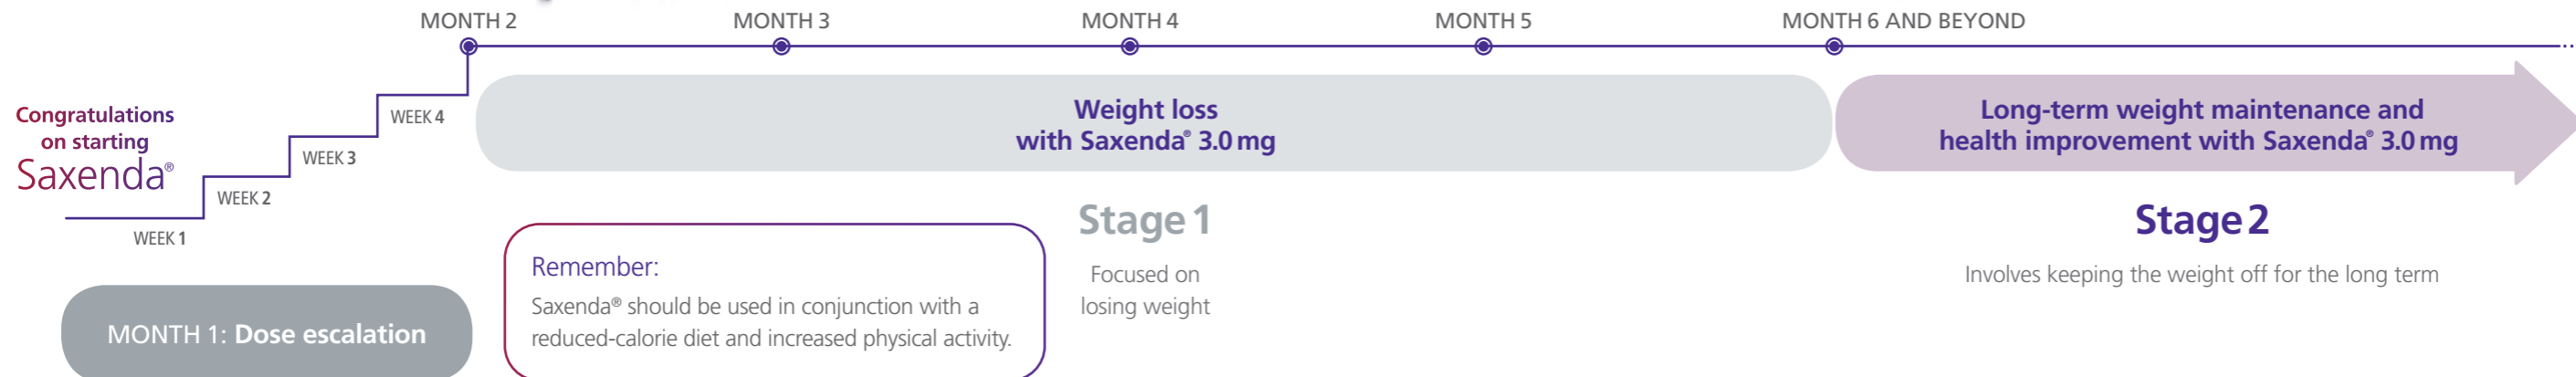 MONTH 2
MONTH 3
MONTH 4
MONTH 5
MONTH 6 AND BEYOND
Congratulations
on starting
Saxenda®
WEEK 1
WEEK 2
WEEK 3
WEEK 4
MONTH 1: Dose escalation
Weight loss
with Saxenda® 3.0 mg
Long-term weight maintenance and
health improvement with Saxenda® 3.0 mg
Remember:
Saxenda® should be used in conjunction with a
reduced-calorie diet and increased physical activity.
Stage 1
Focused on
losing weight
Stage 2
Involves keeping the weight off for the long term